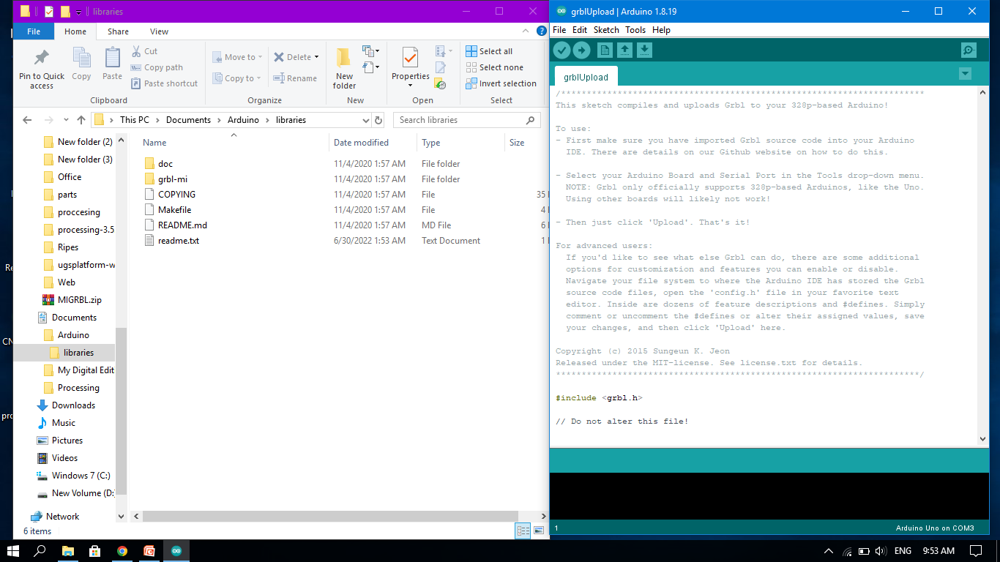 libraries
File
Home
Share
View
Pin to Quick access
Copy
Paste
Cut
Copy path
Paste shortcut
Clipboard
Move to
Copy to
Delete
Rename
Organize
New folder
New
Properties
Open
Select all
Select none
Invert selection
Select
This PC > Documents > Arduino > libraries
Search libraries
New folder (2)
New folder (3)
Office
parts
proccesing
processing-3.5
Ripes
ugsplatform-w
Web
MIGRBL.zip
Documents
Arduino
libraries
My Digital Edit
Processing
Downloads
Music
Pictures
Videos
Windows 7 (C:)
New Volume (D:
Network
Name Date modified Type Size
doc 11/4/2020 1:57 AM File folder
grbl-mi 11/4/2020 1:57 AM File folder
COPYING 11/4/2020 1:57 AM File 35
Makefile 11/4/2020 1:57 AM File 4
README.md 11/4/2020 1:57 AM MD File 6
readme.txt 6/30/2022 1:53 AM Text Document 1
6 items
grblUpload | Arduino 1.8.19
File Edit Sketch Tools Help
grblUpload
/***********************************************************************
This sketch compiles and uploads Grbl to your 328p-based Arduino!
To use:
- First make sure you have imported Grbl source code into your Arduino
IDE. There are details on our Github website on how to do this.
- Select your Arduino Board and Serial Port in the Tools drop-down menu.
NOTE: Grbl only officially supports 328p-based Arduinos, like the Uno.
Using other boards will likely not work!
- Then just click 'Upload'. That's it!
For advanced users:
If you'd like to see what else Grbl can do, there are some additional
options for customization and features you can enable or disable.
Navigate your file system to where the Arduino IDE has stored the Grbl
source code files, open the 'config.h' file in your favorite text
editor. Inside are dozens of feature descriptions and #defines. Simply
comment or uncomment the #defines or alter their assigned values, save
your changes, and then click 'Upload' here.
Copyright (c) 2015 Sungeun K. Jeon
Released under the MIT-license. See license.txt for details.
***********************************************************************/
#include <grbl.h>
// Do not alter this file!
1
Arduino Uno on COM3
Re
CN
pro
ENG
9:53 AM